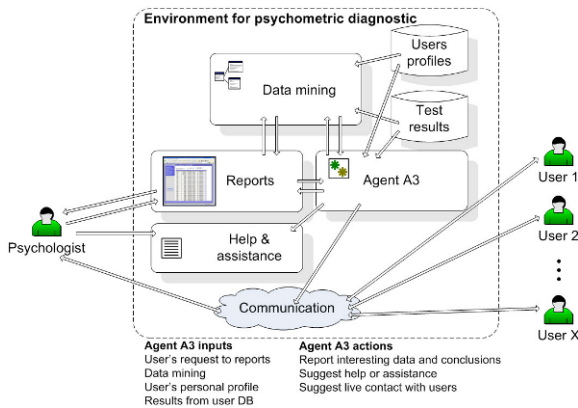 Environment for psychometric diagnostic
Users
profiles
Data mining
Test
results
Reports
Agent A3
User 1
Psychologist
Help &
assistance
User 2
Communication
User X
Agent A3 inputs
User's request to reports
Data mining
User's personal profile
Results from user DB
Agent A3 actions
Report interesting data and conclusions
Suggest help or assistance
Suggest live contact with users